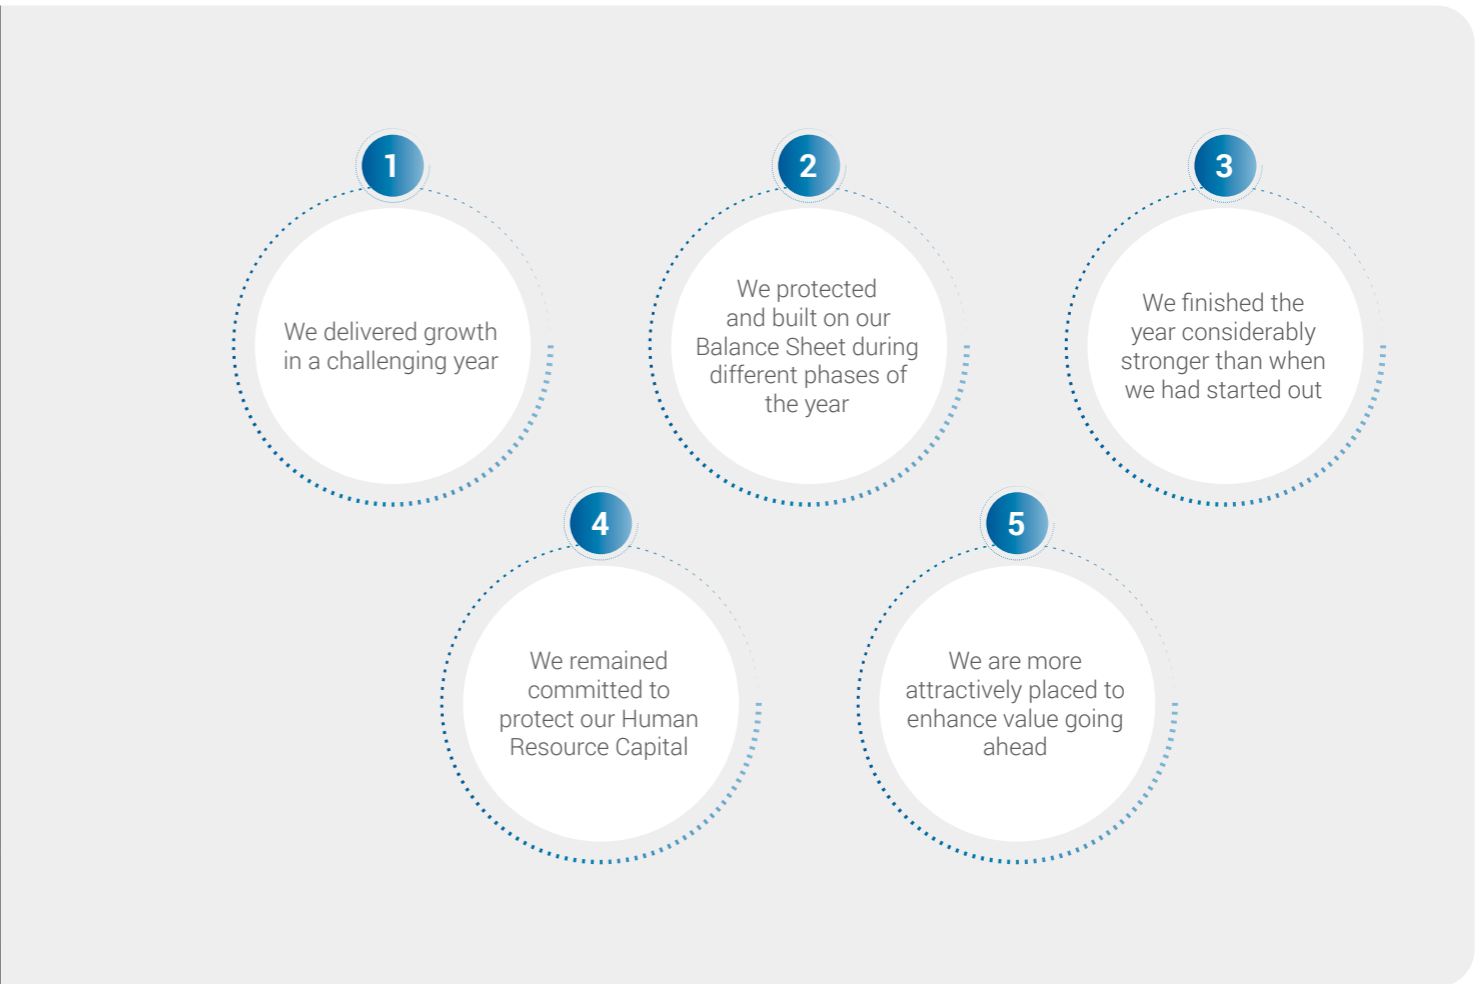 1
We delivered growth
in a challenging year
2
We protected
and built on our
Balance Sheet during
different phases of
the year
3
We finished the
year considerably
stronger than when
we had started out
4
We remained
committed to
protect our Human
Resource Capital
5
We are more
attractively placed to
enhance value going
ahead